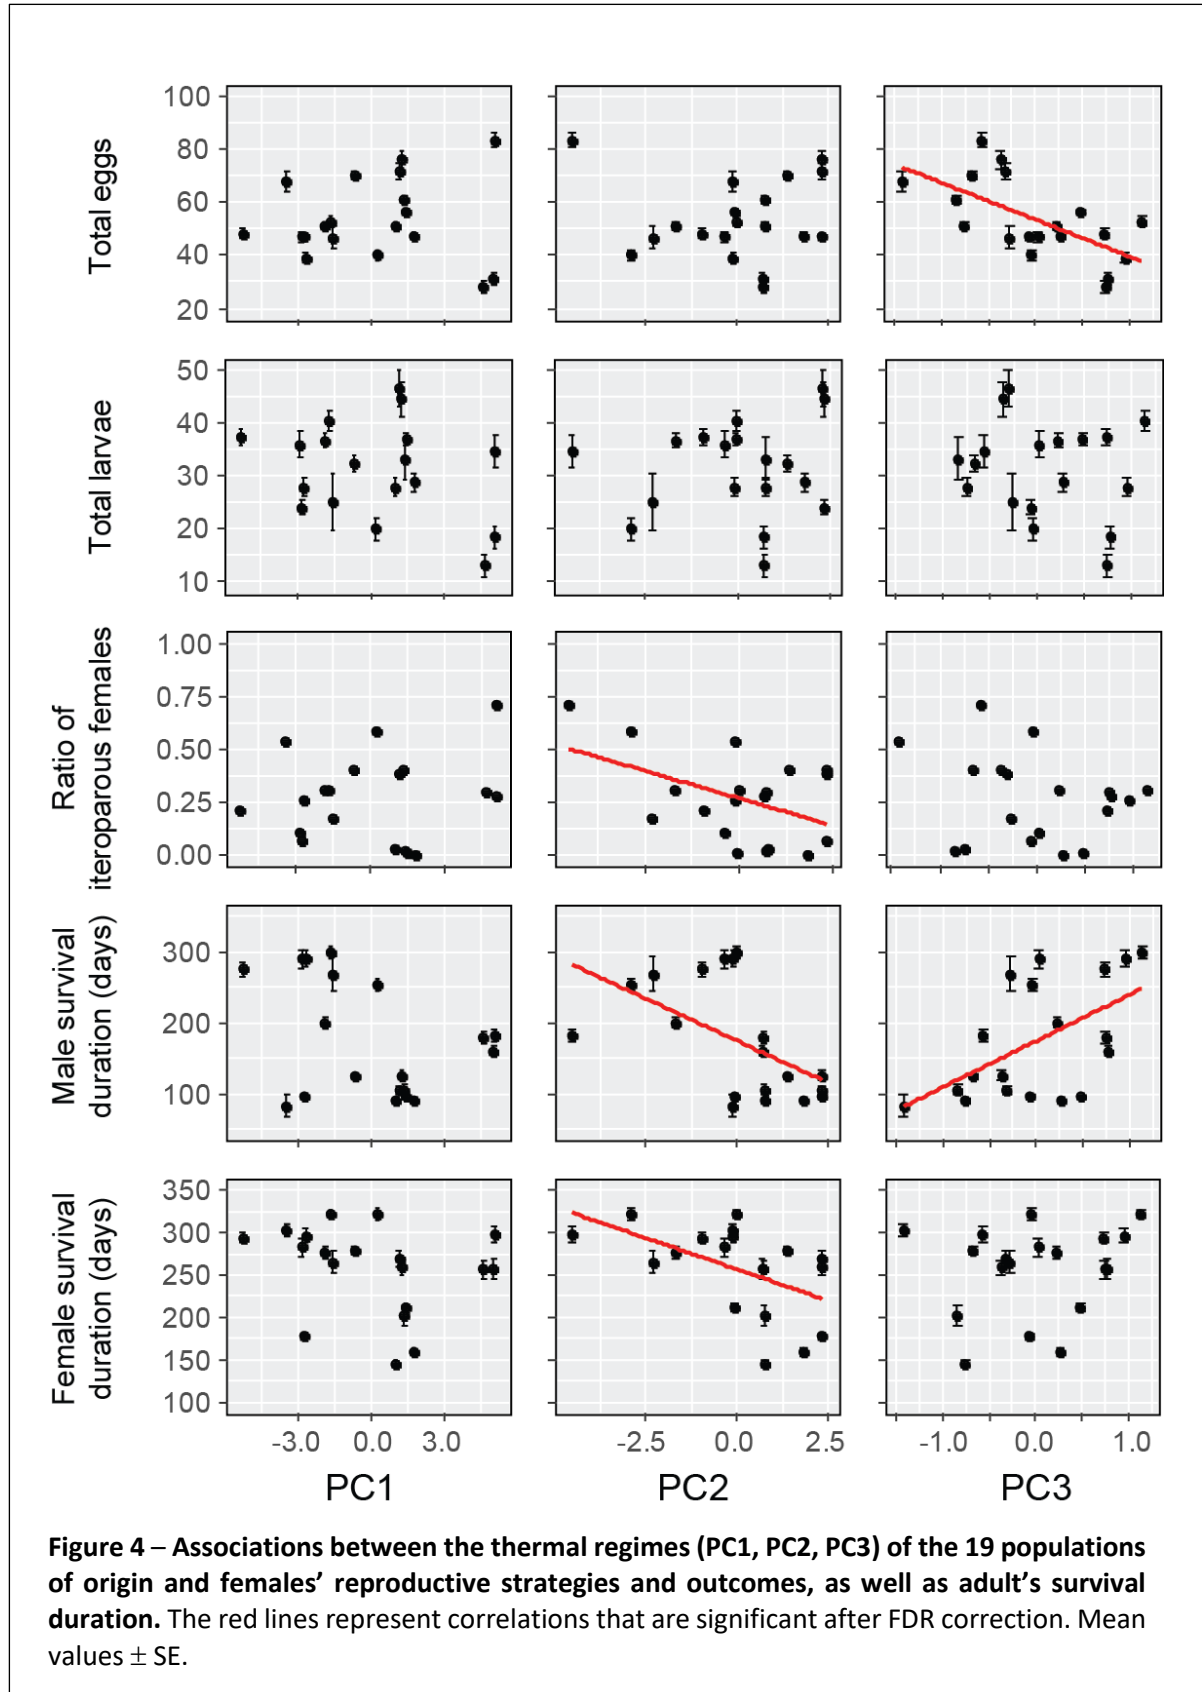 Total eggs
100
80
60
40
20
Total larvae
50
40
30
20
10
Ratio of
iteroparous females
1.00
0.75
0.50
0.25
0.00
Male survival
duration (days)
300
200
100
Female survival
duration (days)
350
300
250
200
150
100
-3.0 0.0 3.0
-2.5 0.0 2.5
-1.0 0.0 1.0
PC1 PC2 PC3
Figure 4 – Associations between the thermal regimes (PC1, PC2, PC3) of the 19 populations
of origin and females’ reproductive strategies and outcomes, as well as adult’s survival
duration. The red lines represent correlations that are significant after FDR correction. Mean
values ± SE.